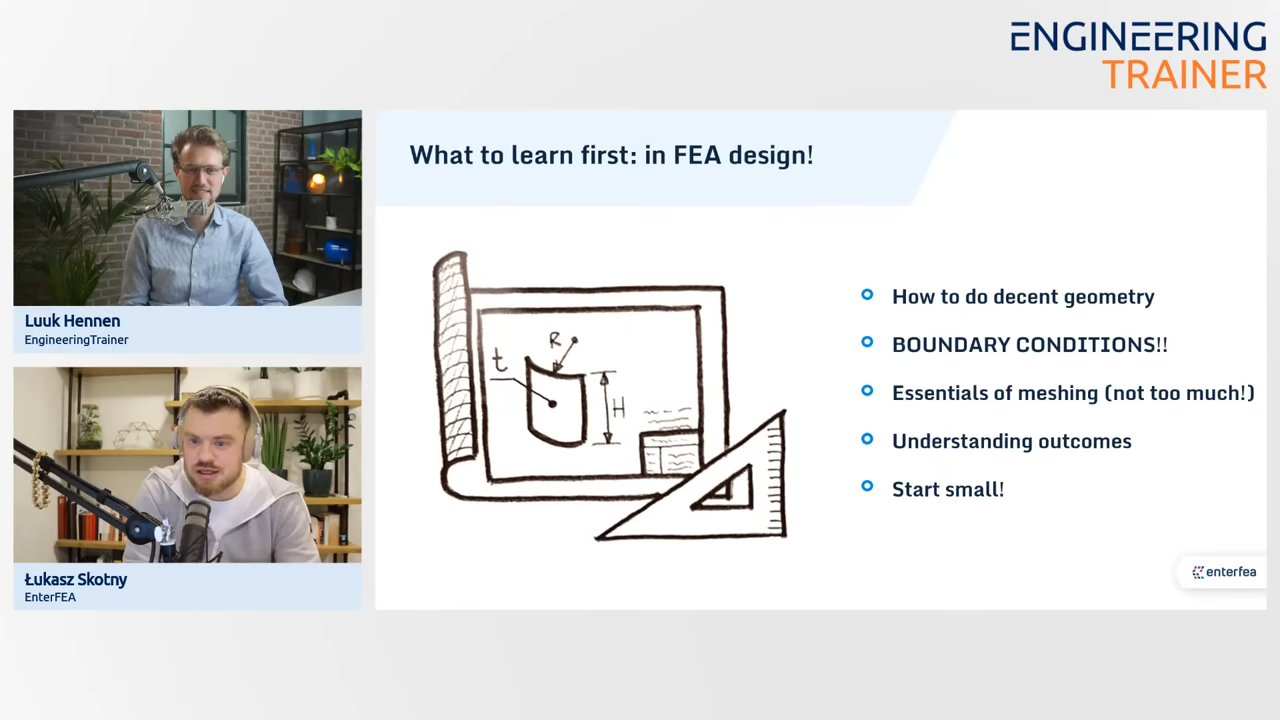 ENGINEERING
TRAINER
Luuk Hennen
EngineeringTrainer
Łukasz Skotny
EnterFEA
What to learn first: in FEA design!
R
t
H
How to do decent geometry
BOUNDARY CONDITIONS!!
Essentials of meshing (not too much!)
Understanding outcomes
Start small!
enterfea